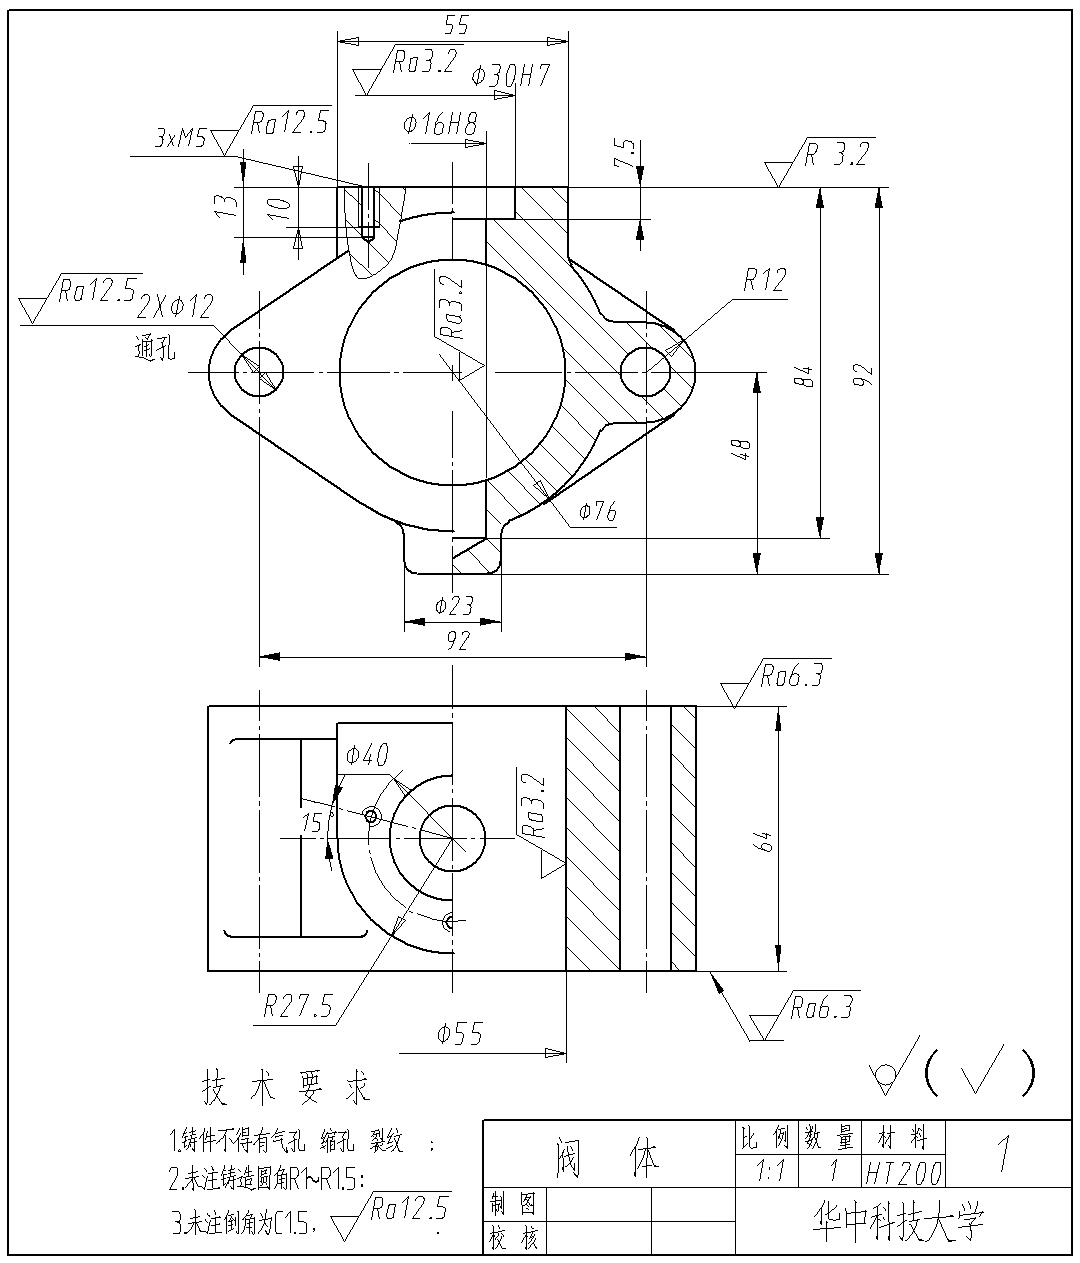 55
Ra3.2
Φ30H7
3xM5
Ra12.5
Φ16H8
7.5
R 3.2
13
10
Ra12.5
2XΦ12
通孔
Ra3.2
R12
84
92
48
Φ76
Φ23
92
Ra6.3
Φ40
15°
Ra3.2
64
R27.5
Φ55
Ra6.3
( )
技术要求
1.铸件不得有气孔 缩孔 裂纹 ;
2.未注铸造圆角R1~R1.5;
3.未注倒角为C1.5, Ra12.5 .
阀 体
比例 数量 材料 1
1:1 1 HT200
制图
校核
华中科技大学